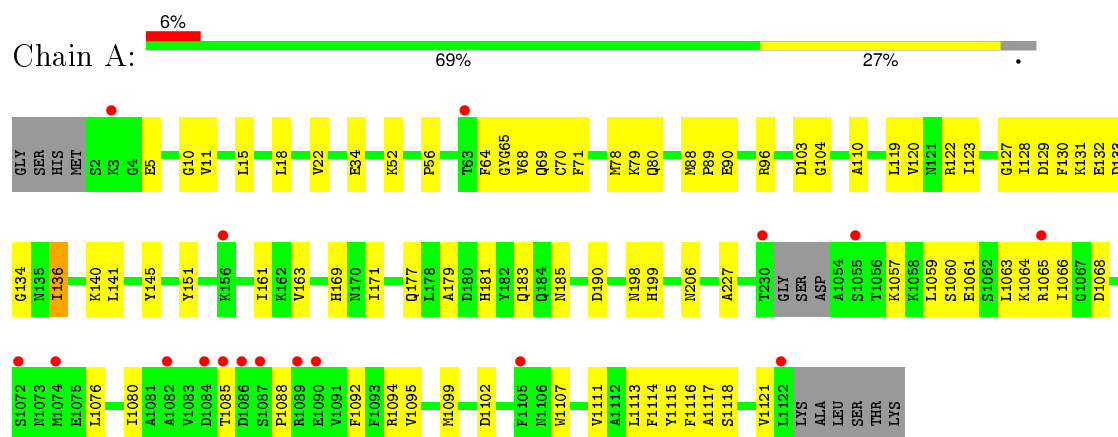 6%
Chain A:
69% 27% •
GLY SER HIS MET S2 K3 G4 E5 G10 V11 L15 L18 V22 E34 K52 P56 T63 F64 GYG65 V68 Q69 C70 F71 M78 K79 Q80 M88 P89 E90 R96 D103 G104 A110 L119 V120 N121 R122 I123 G127 I128 D129 F130 K131 E132 D133
G134 N135 I136 K140 L141 Y145 Y151 K156 I161 K162 V163 H169 N170 I171 Q177 L178 A179 D180 H181 Y182 Q183 Q184 N185 D190 N198 H199 N206 A227 T230 GLY SER ASP A1054 S1055 T1056 K1057 K1058 L1059 S1060 E1061 S1062 L1063 K1064 R1065 I1066 G1067 D1068
S1072 N1073 M1074 E1075 L1076 I1080 A1081 A1082 V1083 D1084 T1085 D1086 S1087 P1088 R1089 E1090 V1091 F1092 F1093 R1094 V1095 M1099 D1102 F1105 N1106 W1107 V1111 A1112 L1113 F1114 Y1115 F1116 A1117 S1118 V1121 L1122 LYS ALA LEU SER THR LYS